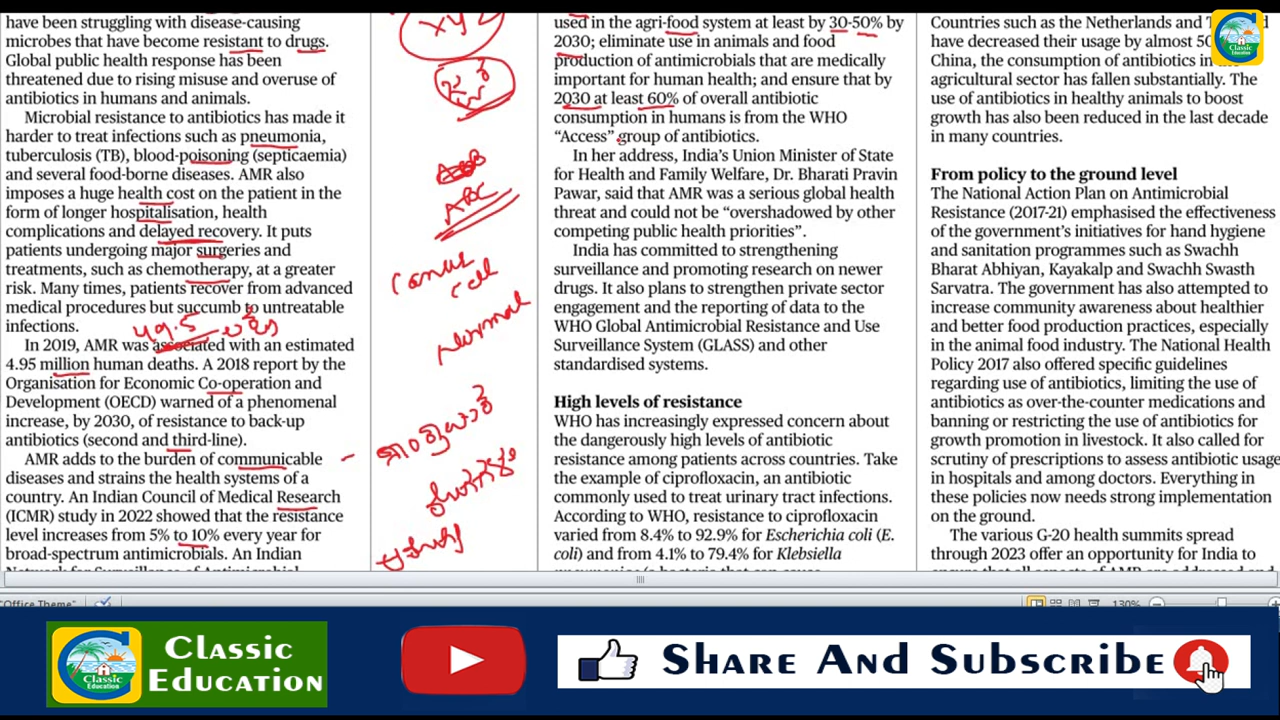 have been struggling with disease-causing
microbes that have become resistant to drugs.
Global public health response has been
threatened due to rising misuse and overuse of
antibiotics in humans and animals.
Microbial resistance to antibiotics has made it
harder to treat infections such as pneumonia,
tuberculosis (TB), blood-poisoning (septicaemia)
and several food-borne diseases. AMR also
imposes a huge health cost on the patient in the
form of longer hospitalisation, health
complications and delayed recovery. It puts
patients undergoing major surgeries and
treatments, such as chemotherapy, at a greater
risk. Many times, patients recover from advanced
medical procedures but succumb to untreatable
infections.
49.5
In 2019, AMR was associated with an estimated
4.95 million human deaths. A 2018 report by the
Organisation for Economic Co-operation and
Development (OECD) warned of a phenomenal
increase, by 2030, of resistance to back-up
antibiotics (second and third-line).
AMR adds to the burden of communicable
diseases and strains the health systems of a
country. An Indian Council of Medical Research
(ICMR) study in 2022 showed that the resistance
level increases from 5% to 10% every year for
broad-spectrum antimicrobials. An Indian
xyz
ABC
cell
normal
used in the agri-food system at least by 30-50% by
2030; eliminate use in animals and food
production of antimicrobials that are medically
important for human health; and ensure that by
2030 at least 60% of overall antibiotic
consumption in humans is from the WHO
“Access” group of antibiotics.
In her address, India’s Union Minister of State
for Health and Family Welfare, Dr. Bharati Pravin
Pawar, said that AMR was a serious global health
threat and could not be “overshadowed by other
competing public health priorities”.
India has committed to strengthening
surveillance and promoting research on newer
drugs. It also plans to strengthen private sector
engagement and the reporting of data to the
WHO Global Antimicrobial Resistance and Use
Surveillance System (GLASS) and other
standardised systems.
High levels of resistance
WHO has increasingly expressed concern about
the dangerously high levels of antibiotic
resistance among patients across countries. Take
the example of ciprofloxacin, an antibiotic
commonly used to treat urinary tract infections.
According to WHO, resistance to ciprofloxacin
varied from 8.4% to 92.9% for Escherichia coli (E.
coli) and from 4.1% to 79.4% for Klebsiella
Countries such as the Netherlands and
have decreased their usage by almost
China, the consumption of antibiotics in
agricultural sector has fallen substantially. The
use of antibiotics in healthy animals to boost
growth has also been reduced in the last decade
in many countries.
From policy to the ground level
The National Action Plan on Antimicrobial
Resistance (2017-21) emphasised the effectiveness
of the government’s initiatives for hand hygiene
and sanitation programmes such as Swachh
Bharat Abhiyan, Kayakalp and Swachh Swasth
Sarvatra. The government has also attempted to
increase community awareness about healthier
and better food production practices, especially
in the animal food industry. The National Health
Policy 2017 also offered specific guidelines
regarding use of antibiotics, limiting the use of
antibiotics as over-the-counter medications and
banning or restricting the use of antibiotics for
growth promotion in livestock. It also called for
scrutiny of prescriptions to assess antibiotic usage
in hospitals and among doctors. Everything in
these policies now needs strong implementation
on the ground.
The various G-20 health summits spread
through 2023 offer an opportunity for India to
Classic
Education
"Office Theme"
130%
Classic
Education
Classic
Education
Share And Subscribe